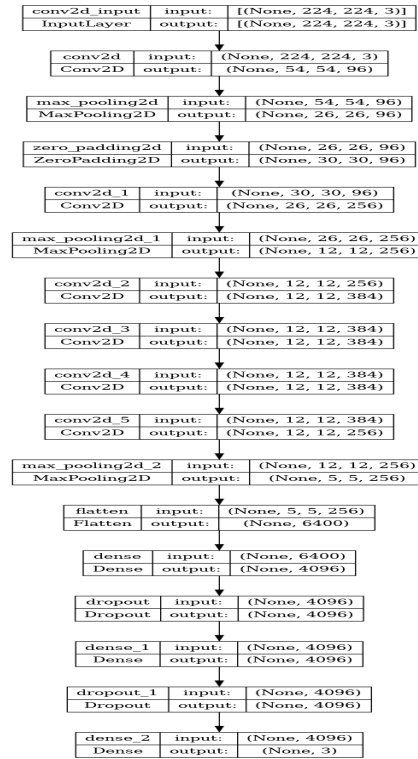 conv2d_input input: [(None, 224, 224, 3)]
InputLayer output: [(None, 224, 224, 3)]
conv2d input: (None, 224, 224, 3)
Conv2D output: (None, 54, 54, 96)
max_pooling2d input: (None, 54, 54, 96)
MaxPooling2D output: (None, 26, 26, 96)
zero_padding2d input: (None, 26, 26, 96)
ZeroPadding2D output: (None, 30, 30, 96)
conv2d_1 input: (None, 30, 30, 96)
Conv2D output: (None, 26, 26, 256)
max_pooling2d_1 input: (None, 26, 26, 256)
MaxPooling2D output: (None, 12, 12, 256)
conv2d_2 input: (None, 12, 12, 256)
Conv2D output: (None, 12, 12, 384)
conv2d_3 input: (None, 12, 12, 384)
Conv2D output: (None, 12, 12, 384)
conv2d_4 input: (None, 12, 12, 384)
Conv2D output: (None, 12, 12, 384)
conv2d_5 input: (None, 12, 12, 384)
Conv2D output: (None, 12, 12, 256)
max_pooling2d_2 input: (None, 12, 12, 256)
MaxPooling2D output: (None, 5, 5, 256)
flatten input: (None, 5, 5, 256)
Flatten output: (None, 6400)
dense input: (None, 6400)
Dense output: (None, 4096)
dropout input: (None, 4096)
Dropout output: (None, 4096)
dense_1 input: (None, 4096)
Dense output: (None, 4096)
dropout_1 input: (None, 4096)
Dropout output: (None, 4096)
dense_2 input: (None, 4096)
Dense output: (None, 3)